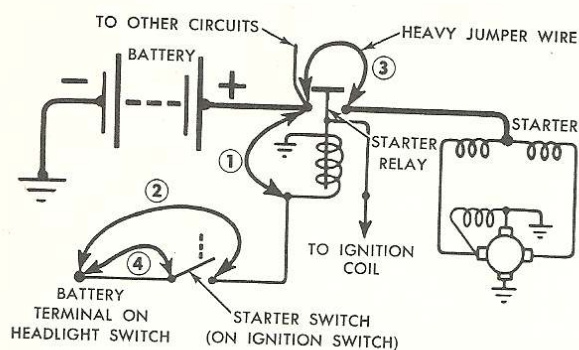 TO OTHER CIRCUITS
HEAVY JUMPER WIRE
BATTERY
-
+
3
STARTER
STARTER
RELAY
1
2
4
TO IGNITION
COIL
BATTERY
TERMINAL ON
HEADLIGHT SWITCH
STARTER SWITCH
(ON IGNITION SWITCH)